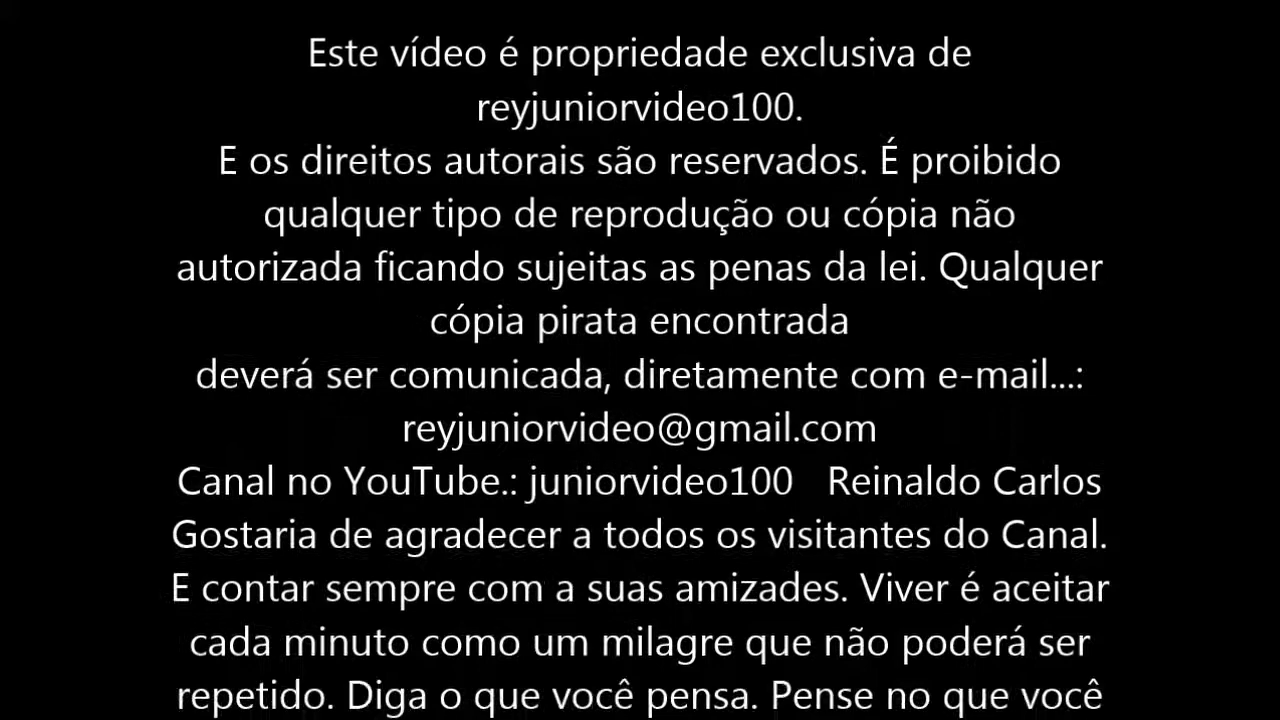 Este vídeo é propriedade exclusiva de
reyjuniorvideo100.
E os direitos autorais são reservados. É proibido
qualquer tipo de reprodução ou cópia não
autorizada ficando sujeitas as penas da lei. Qualquer
cópia pirata encontrada
deverá ser comunicada, diretamente com e-mail...:
reyjuniorvideo@gmail.com
Canal no YouTube.: juniorvideo100   Reinaldo Carlos
Gostaria de agradecer a todos os visitantes do Canal.
E contar sempre com a suas amizades. Viver é aceitar
cada minuto como um milagre que não poderá ser
repetido. Diga o que você pensa. Pense no que você